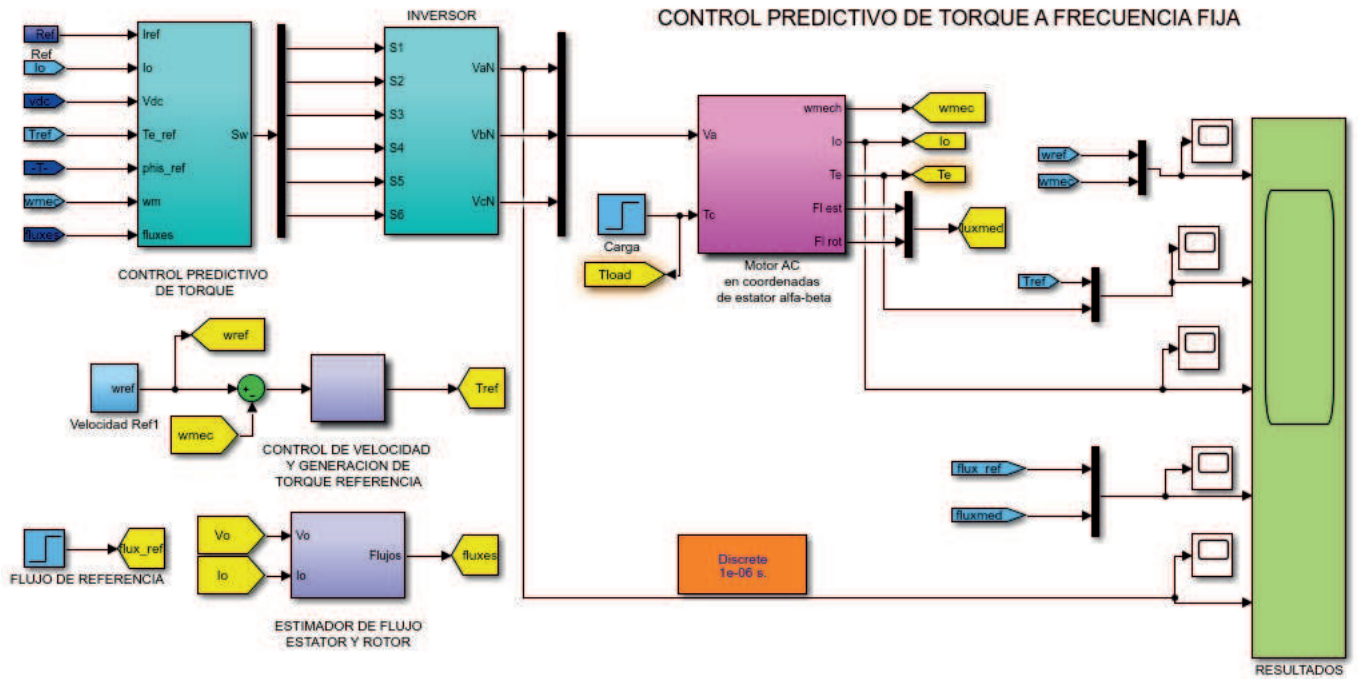 CONTROL PREDICTIVO DE TORQUE A FRECUENCIA FIJA
INVERSOR
Ref
Iref
Ref
Io
Io
vdc
Vdc
Tref
Te_ref
Sw
-T-
phis_ref
wmec
wm
fluxes
fluxes
CONTROL PREDICTIVO
DE TORQUE
S1
S2
S3
S4
S5
S6
VaN
VbN
VcN
Va
Tc
wmech
Io
Te
FI est
FI rot
Motor AC
en coordenadas
de estator alfa-beta
Carga
Tload
wmec
Io
Te
luxmed
wref
wmec
Tref
flux_ref
fluxmed
RESULTADOS
wref
wref
Velocidad Ref1
wmec
Tref
CONTROL DE VELOCIDAD
Y GENERACION DE
TORQUE REFERENCIA
flux_ref
FLUJO DE REFERENCIA
Vo
Io
Vo
Io
Flujos
fluxes
ESTIMADOR DE FLUJO
ESTATOR Y ROTOR
Discrete
1e-06 s.